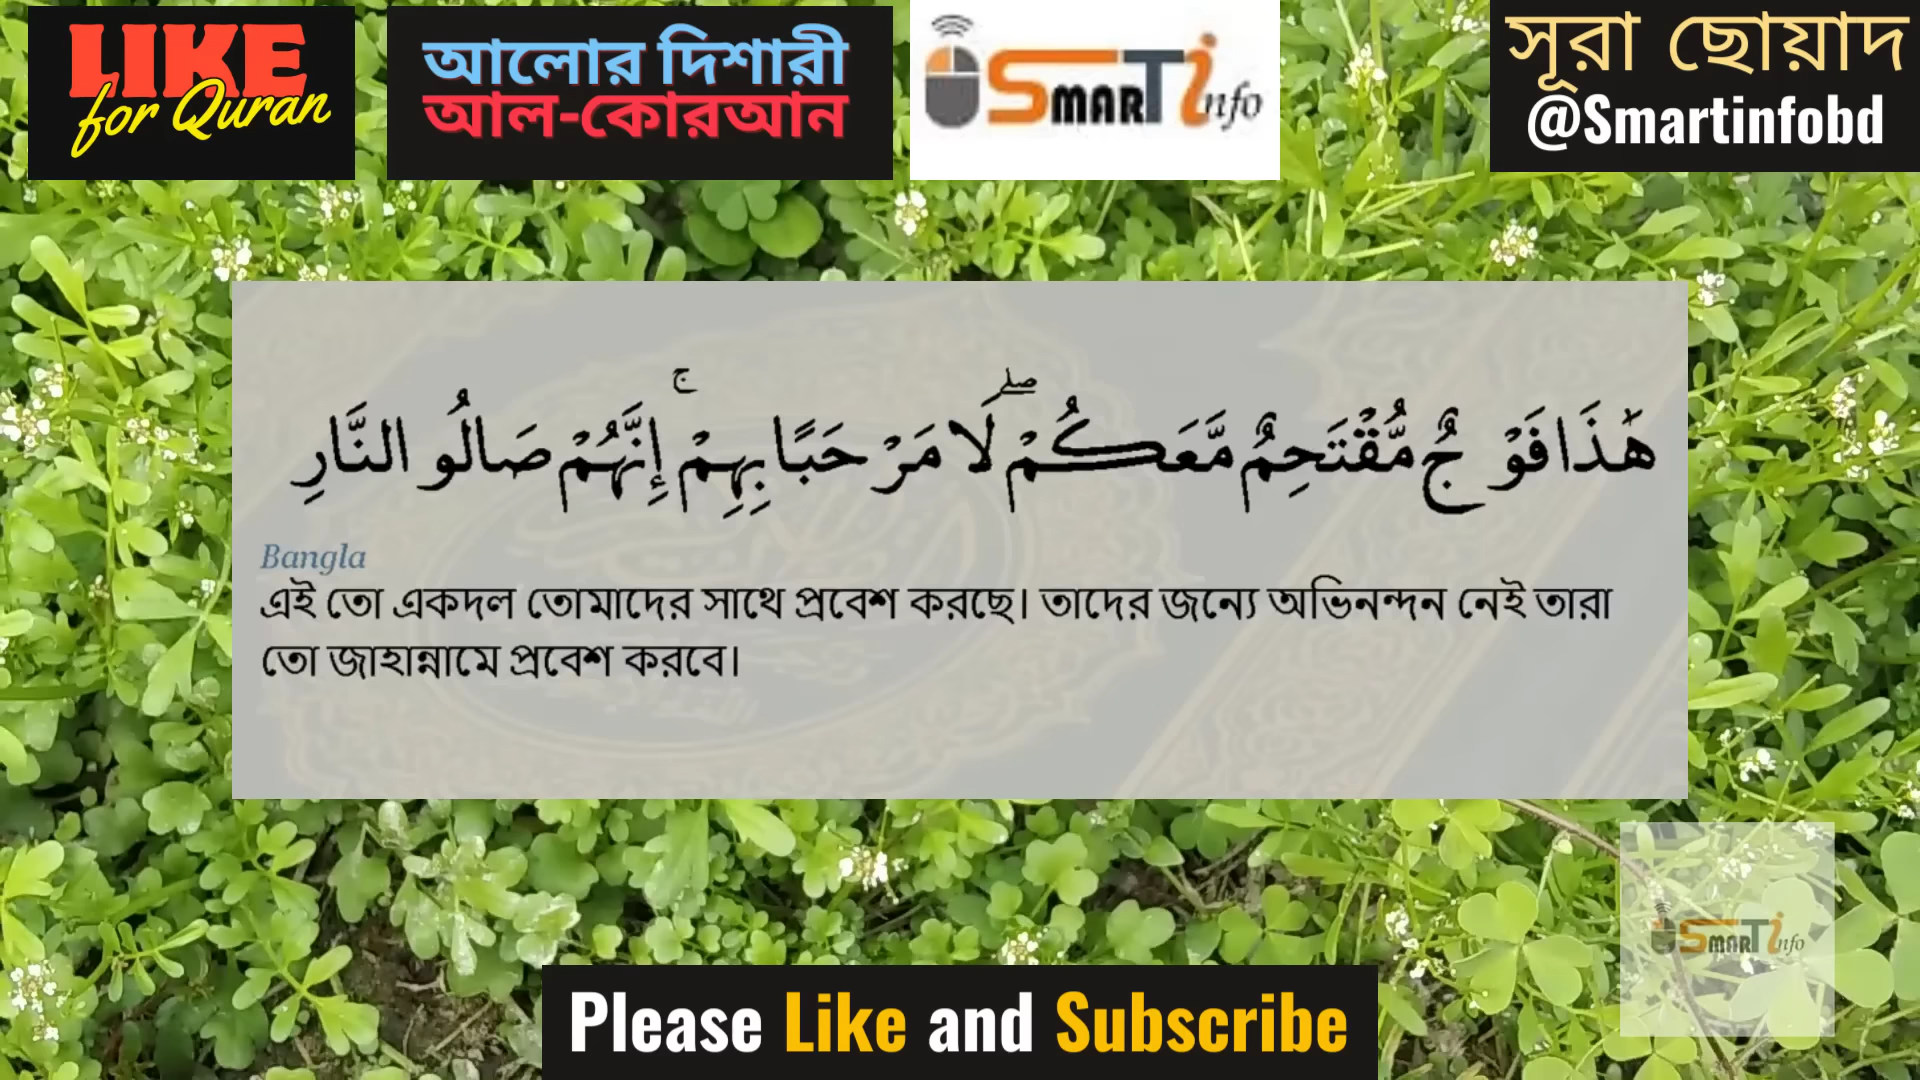 LIKE
for Quran
আলোর দিশারী
আল-কোরআন
SMARTInfo
সূরা ছোয়াদ
@Smartinfobd
هَٰذَا فَوْجٌ مُّقْتَحِمٌ مَّعَكُمْ ۖ لَا مَرْحَبًا بِهِمْ ۚ إِنَّهُمْ صَالُو النَّارِ
Bangla
এই তো একদল তোমাদের সাথে প্রবেশ করছে। তাদের জন্যে অভিনন্দন নেই তারা
তো জাহান্নামে প্রবেশ করবে।
SMARTInfo
Please Like and Subscribe